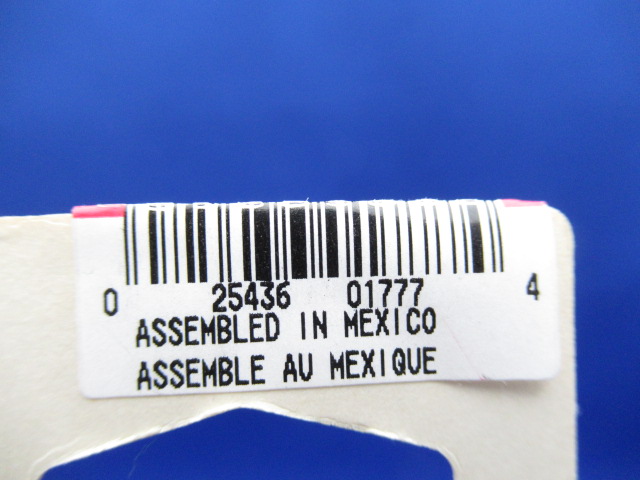 0 25436 01777 4
ASSEMBLED IN MEXICO
ASSEMBLE AU MEXIQUE